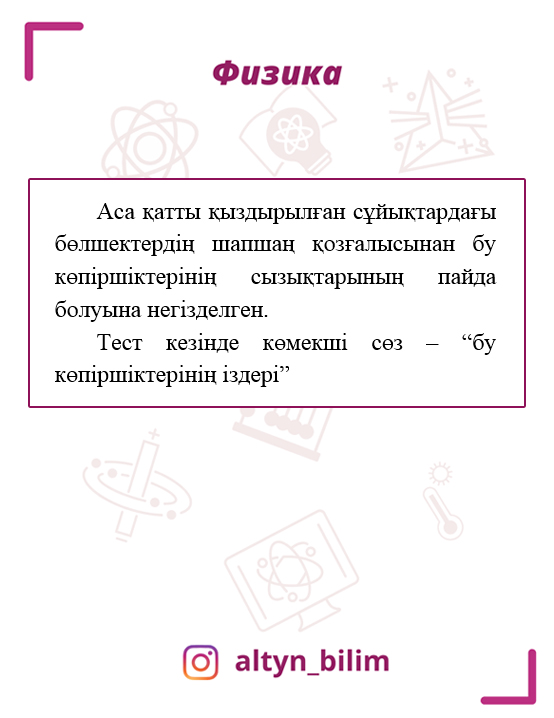 Физика
Аса қатты қыздырылған сұйықтардағы
бөлшектердің шапшаң қозғалысынан бу
көпіршіктерінің сызықтарының пайда
болуына негізделген.
Тест кезінде көмекші сөз – “бу
көпіршіктерінің іздері”
altyn_bilim